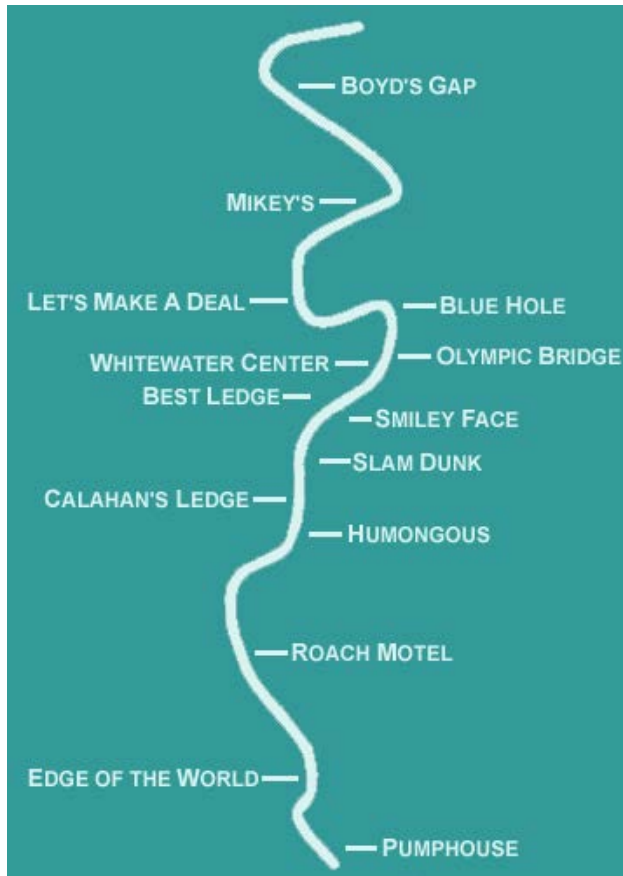 BOYD'S GAP
MIKEY'S
LET'S MAKE A DEAL
BLUE HOLE
OLYMPIC BRIDGE
WHITEWATER CENTER
BEST LEDGE
SMILEY FACE
SLAM DUNK
CALAHAN'S LEDGE
HUMONGOUS
ROACH MOTEL
EDGE OF THE WORLD
PUMPHOUSE